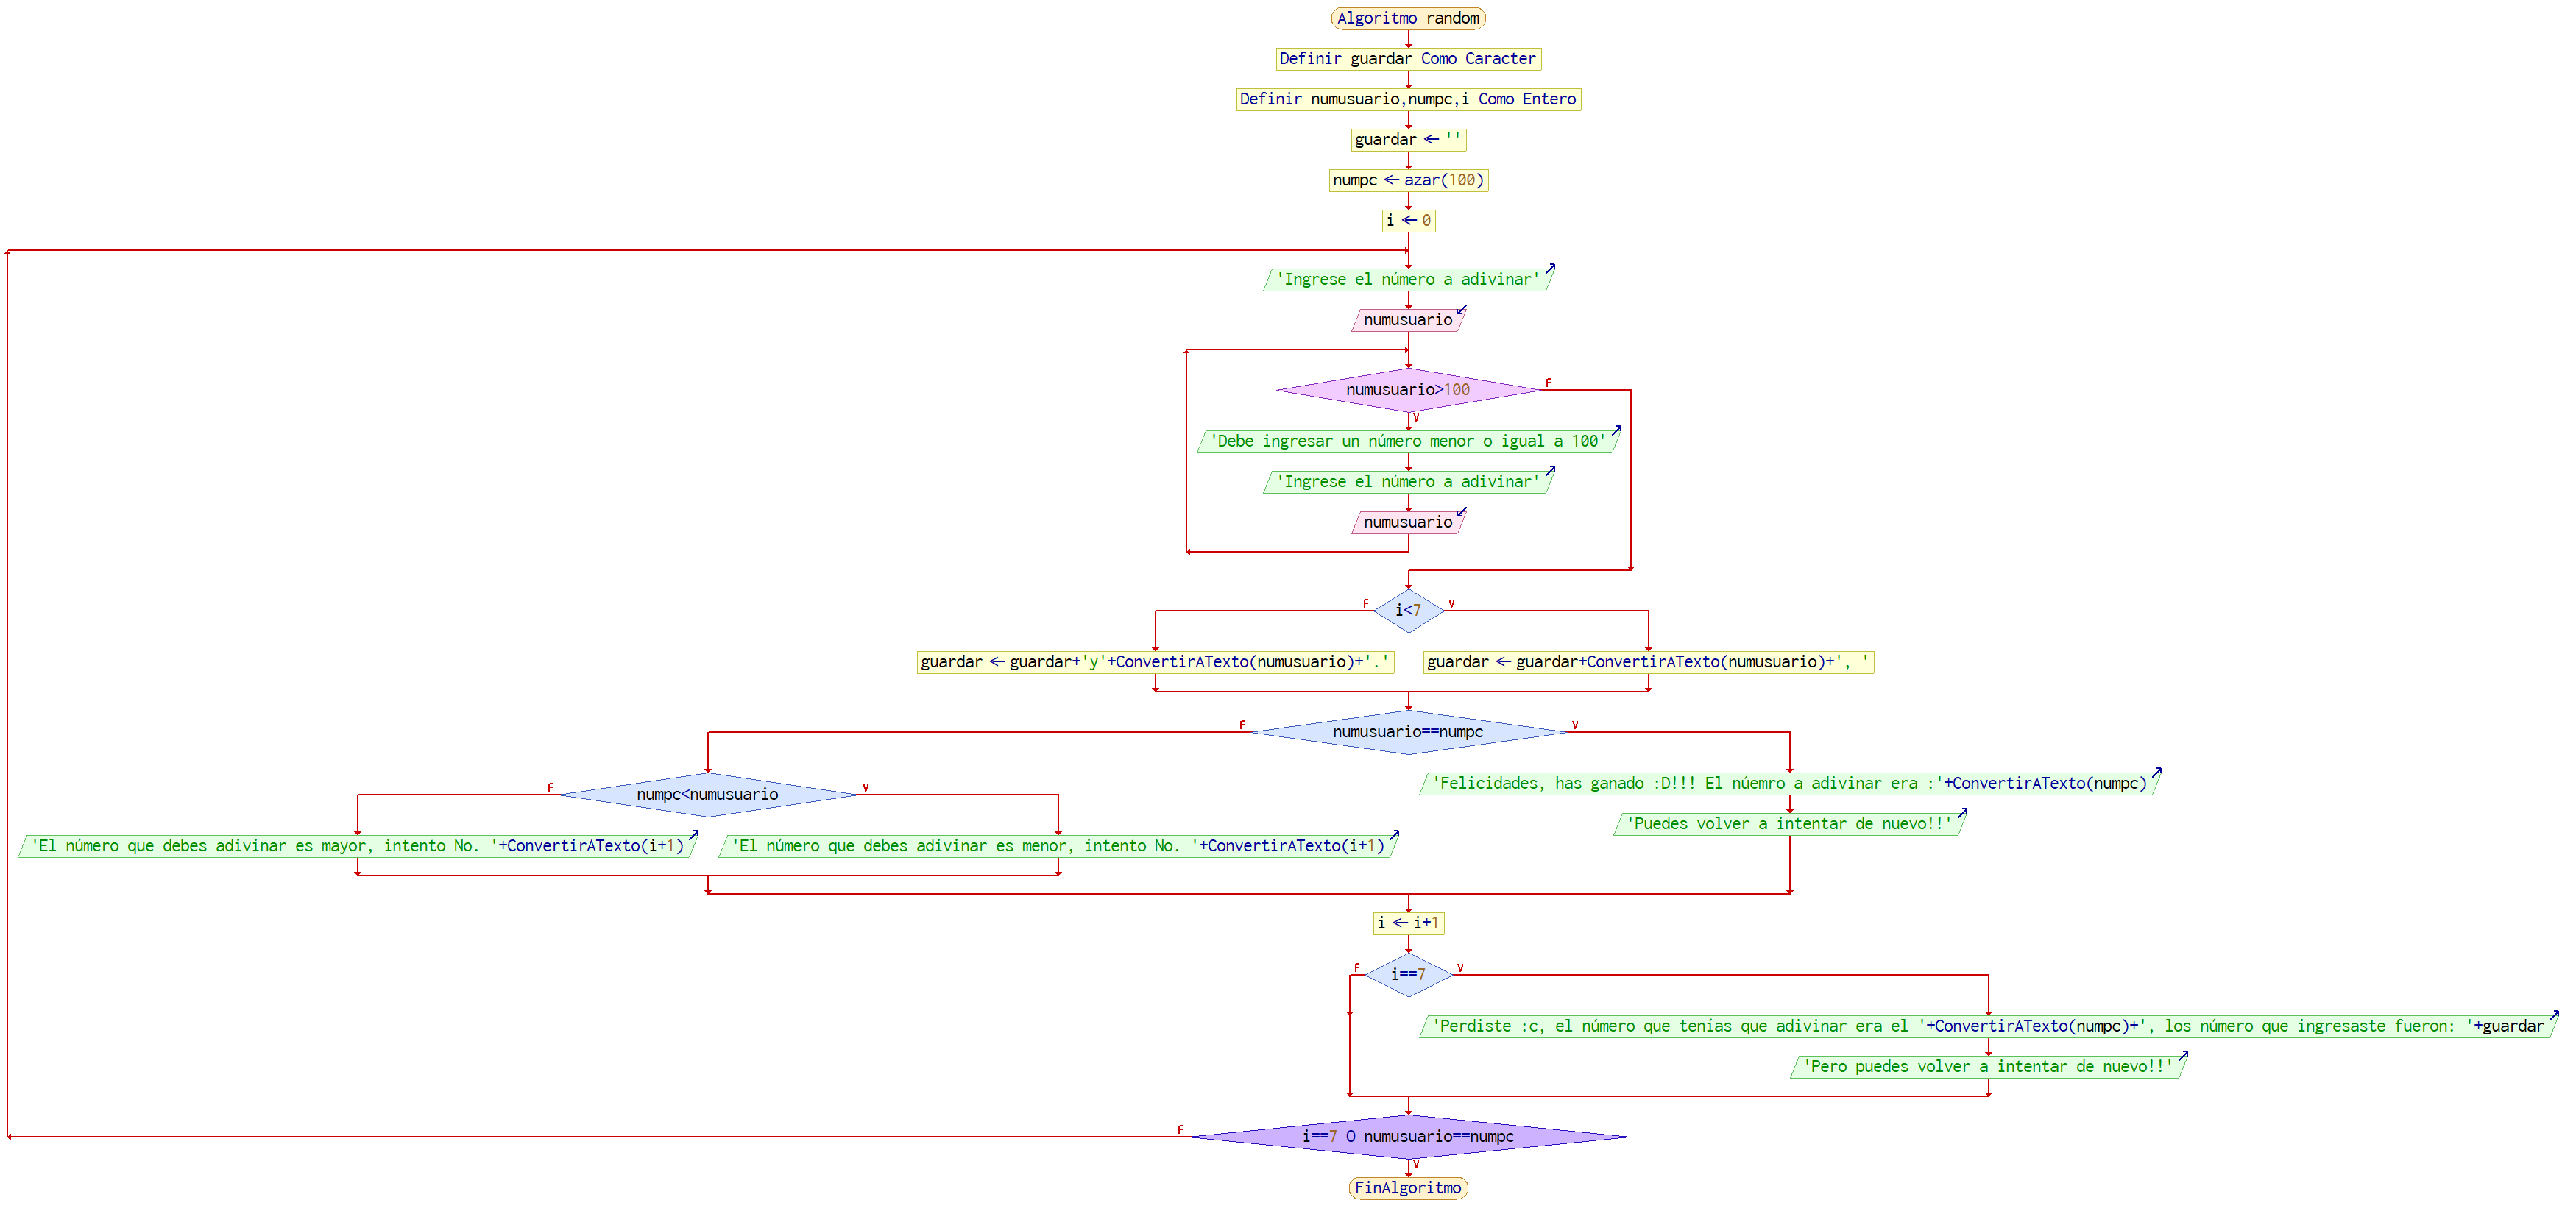 Algoritmo random
Definir guardar Como Caracter
Definir numusuario,numpc,i Como Entero
guardar ← ''
numpc ← azar(100)
i ← 0
'Ingrese el número a adivinar'
numusuario
numusuario>100
F
V
'Debe ingresar un número menor o igual a 100'
'Ingrese el número a adivinar'
numusuario
F
i<7
V
guardar ← guardar+'y'+ConvertirATexto(numusuario)+'.'
guardar ← guardar+ConvertirATexto(numusuario)+', '
F
numusuario==numpc
V
F
numpc<numusuario
V
'Felicidades, has ganado :D!!! El núemro a adivinar era :'+ConvertirATexto(numpc)
'Puedes volver a intentar de nuevo!!'
'El número que debes adivinar es mayor, intento No. '+ConvertirATexto(i+1)
'El número que debes adivinar es menor, intento No. '+ConvertirATexto(i+1)
i ← i+1
F
i==7
V
'Perdiste :c, el número que tenías que adivinar era el '+ConvertirATexto(numpc)+', los número que ingresaste fueron: '+guardar
'Pero puedes volver a intentar de nuevo!!'
F
i==7 O numusuario==numpc
V
FinAlgoritmo